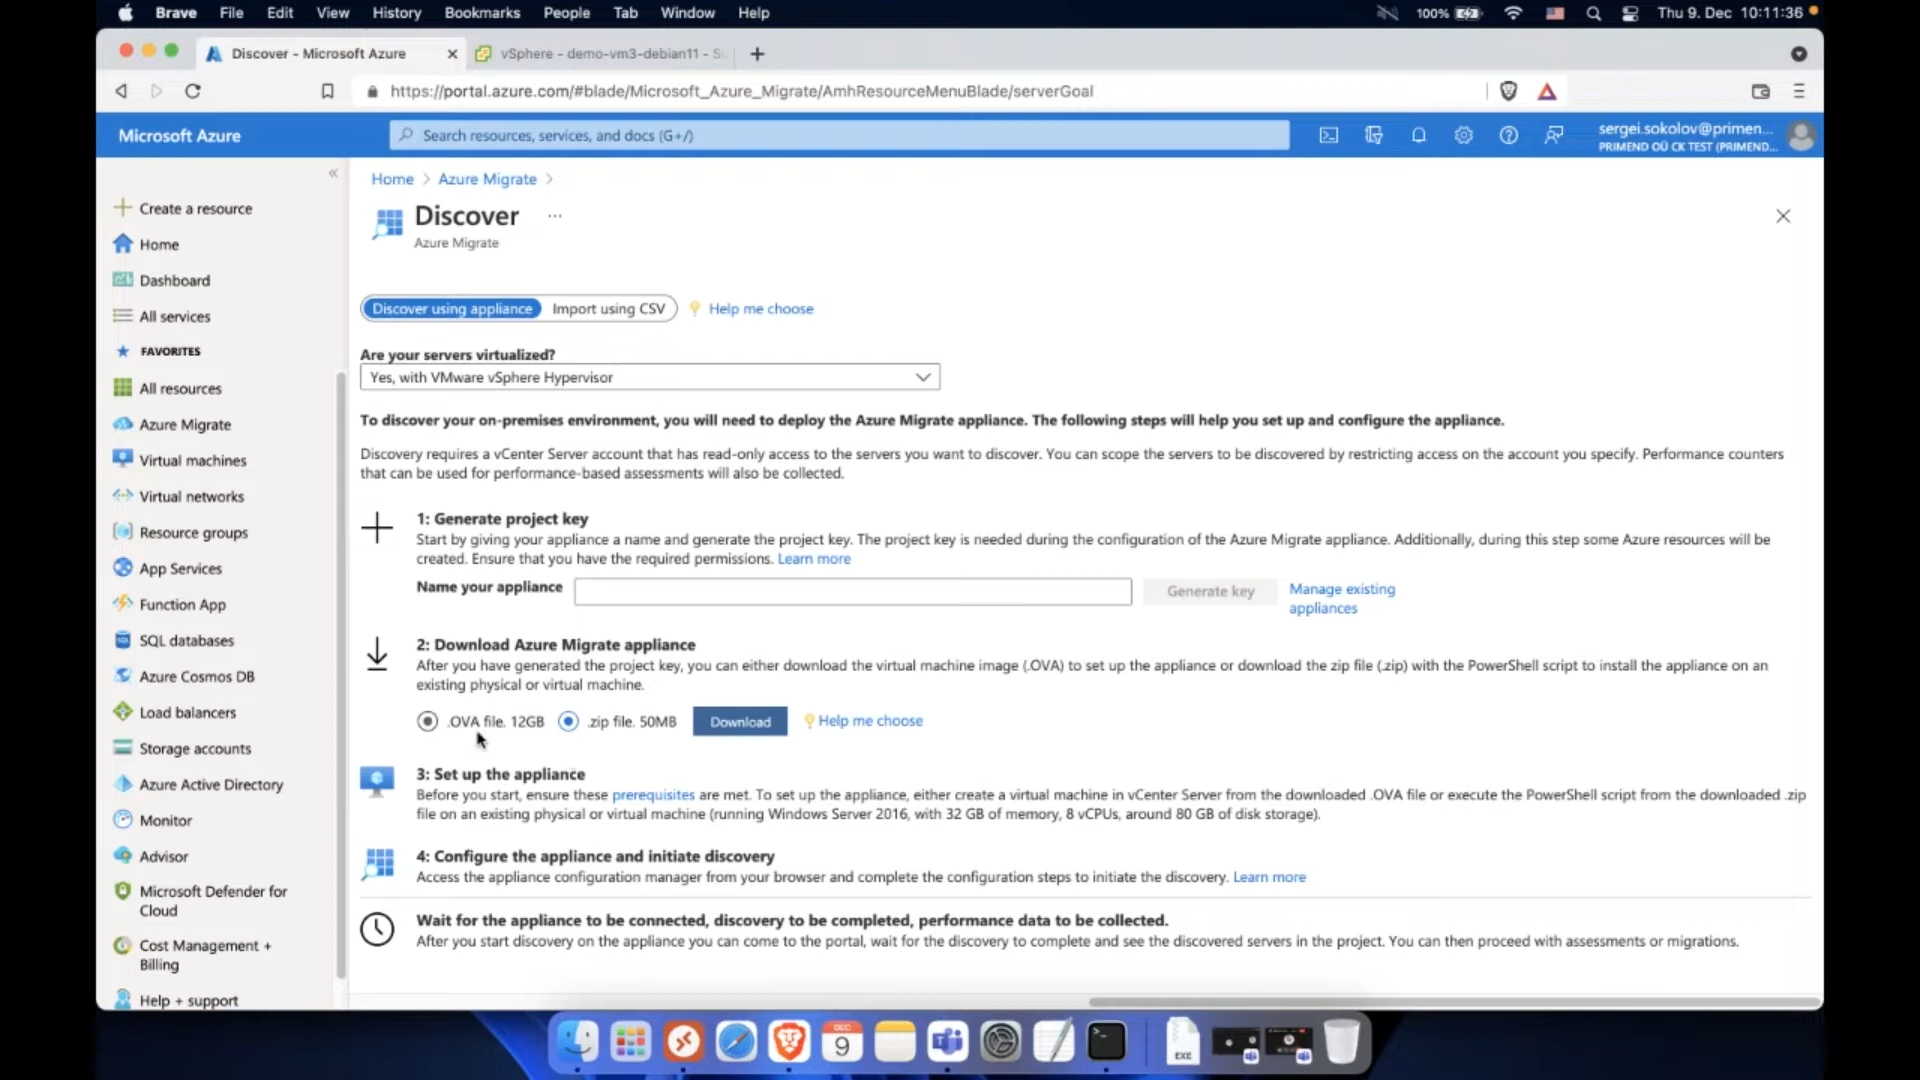 Brave File Edit View History Bookmarks People Tab Window Help
100% Thu 9. Dec 10:11:36
Discover - Microsoft Azure
vSphere - demo-vm3-debian11 - S
https://portal.azure.com/#blade/Microsoft_Azure_Migrate/AmhResourceMenuBlade/serverGoal
Microsoft Azure
Search resources, services, and docs (G+/)
sergei.sokolov@primen...
PRIMEND OÜ CK TEST (PRIMEND...
Create a resource
Home
Dashboard
All services
FAVORITES
All resources
Azure Migrate
Virtual machines
Virtual networks
Resource groups
App Services
Function App
SQL databases
Azure Cosmos DB
Load balancers
Storage accounts
Azure Active Directory
Monitor
Advisor
Microsoft Defender for
Cloud
Cost Management +
Billing
Help + support
Home > Azure Migrate >
Discover ...
Azure Migrate
Discover using appliance Import using CSV Help me choose
Are your servers virtualized?
Yes, with VMware vSphere Hypervisor
To discover your on-premises environment, you will need to deploy the Azure Migrate appliance. The following steps will help you set up and configure the appliance.
Discovery requires a vCenter Server account that has read-only access to the servers you want to discover. You can scope the servers to be discovered by restricting access on the account you specify. Performance counters
that can be used for performance-based assessments will also be collected.
1: Generate project key
Start by giving your appliance a name and generate the project key. The project key is needed during the configuration of the Azure Migrate appliance. Additionally, during this step some Azure resources will be
created. Ensure that you have the required permissions. Learn more
Name your appliance Generate key Manage existing
appliances
2: Download Azure Migrate appliance
After you have generated the project key, you can either download the virtual machine image (.OVA) to set up the appliance or download the zip file (.zip) with the PowerShell script to install the appliance on an
existing physical or virtual machine.
.OVA file. 12GB .zip file. 50MB Download Help me choose
3: Set up the appliance
Before you start, ensure these prerequisites are met. To set up the appliance, either create a virtual machine in vCenter Server from the downloaded .OVA file or execute the PowerShell script from the downloaded .zip
file on an existing physical or virtual machine (running Windows Server 2016, with 32 GB of memory, 8 vCPUs, around 80 GB of disk storage).
4: Configure the appliance and initiate discovery
Access the appliance configuration manager from your browser and complete the configuration steps to initiate the discovery. Learn more
Wait for the appliance to be connected, discovery to be completed, performance data to be collected.
After you start discovery on the appliance you can come to the portal, wait for the discovery to complete and see the discovered servers in the project. You can then proceed with assessments or migrations.
DEC
9
EXE